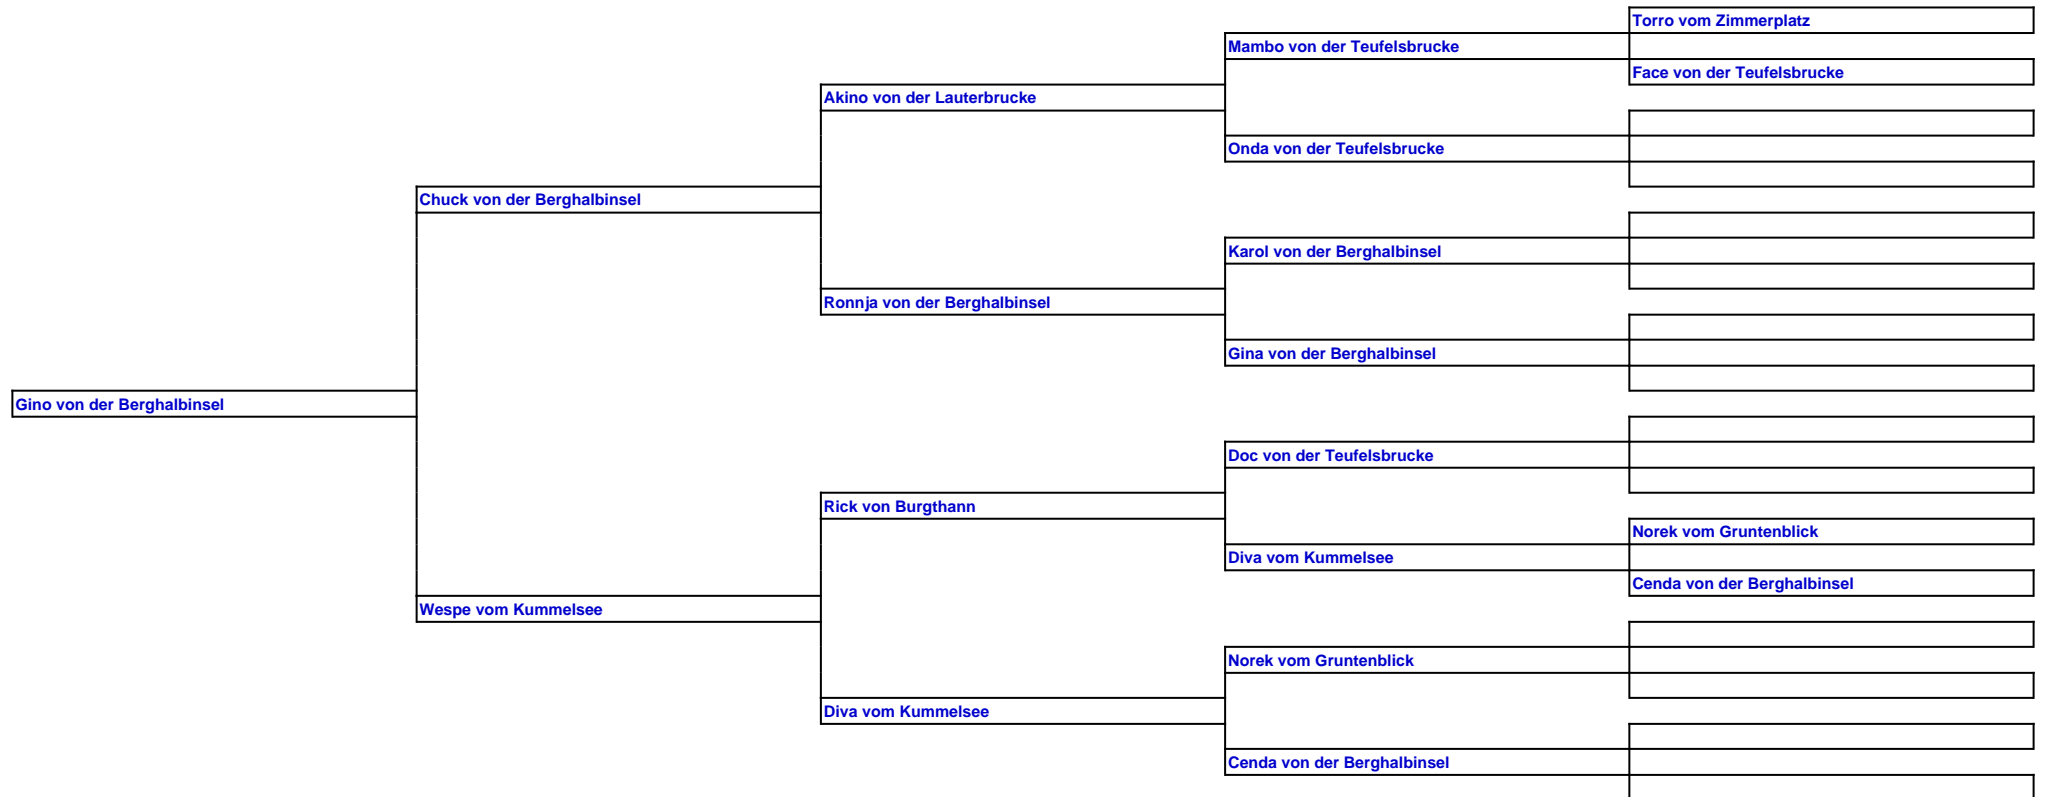 Torro vom Zimmerplatz
Mambo von der Teufelsbrucke
Face von der Teufelsbrucke
Akino von der Lauterbrucke
Onda von der Teufelsbrucke
Chuck von der Berghalbinsel
Karol von der Berghalbinsel
Ronnja von der Berghalbinsel
Gina von der Berghalbinsel
Gino von der Berghalbinsel
Doc von der Teufelsbrucke
Rick von Burgthann
Norek vom Gruntenblick
Diva vom Kummelsee
Cenda von der Berghalbinsel
Wespe vom Kummelsee
Norek vom Gruntenblick
Diva vom Kummelsee
Cenda von der Berghalbinsel